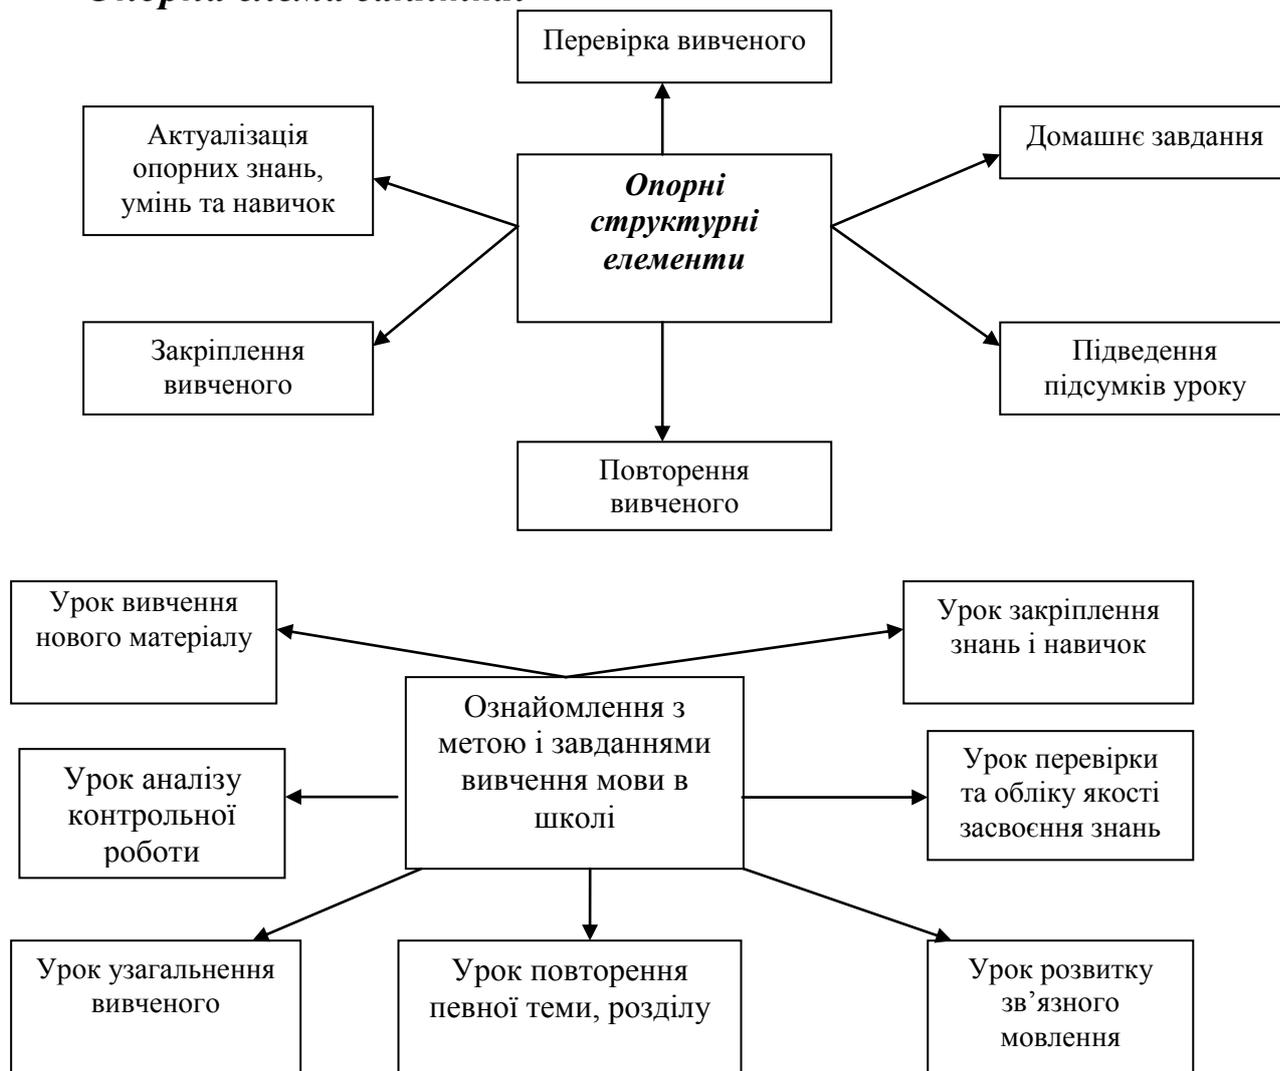 Перевірка вивченого
Актуалізація
опорних знань,
умінь та навичок
Домашнє завдання
Опорні
структурні
елементи
Закріплення
вивченого
Підведення
підсумків уроку
Повторення
вивченого
Урок вивчення
нового матеріалу
Урок закріплення
знань і навичок
Ознайомлення з
метою і завданнями
вивчення мови в
школі
Урок аналізу
контрольної
роботи
Урок перевірки
та обліку якості
засвоєння знань
Урок узагальнення
вивченого
Урок повторення
певної теми, розділу
Урок розвитку
зв’язного
мовлення